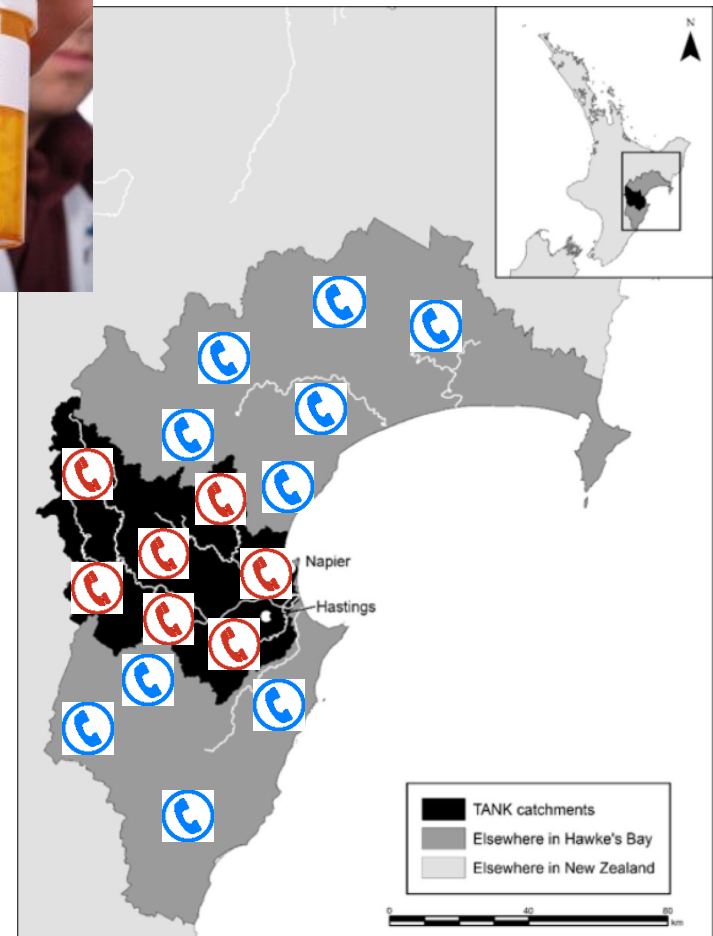 N
Napier
Hastings
TANK catchments
Elsewhere in Hawke's Bay
Elsewhere in New Zealand
0 40 80
km